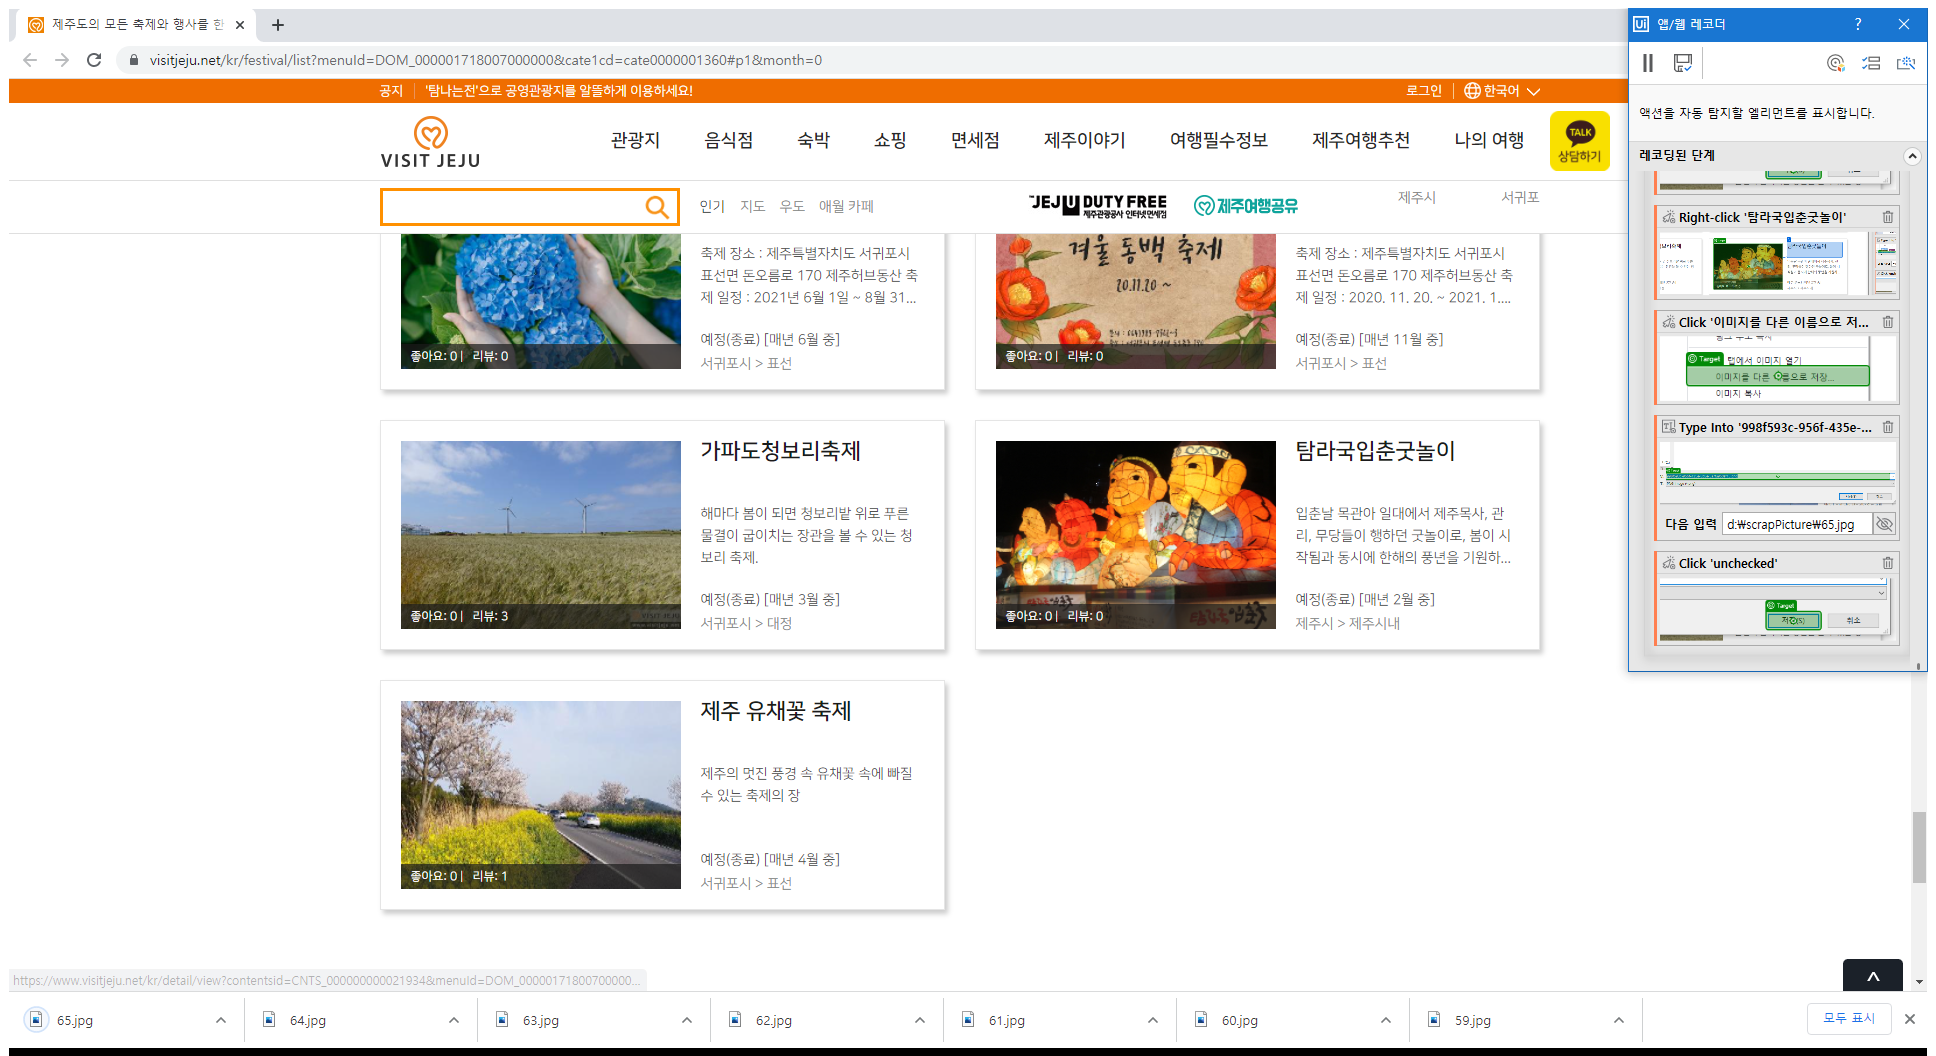 제주도의 모든 축제와 행사를 한
visitjeju.net/kr/festival/list?menuId=DOM_000001718007000000&cate1cd=cate0000001360#p1&month=0
공지
'탐나는전'으로 공영관광지를 알뜰하게 이용하세요!
로그인
한국어
VISIT JEJU
관광지
음식점
숙박
쇼핑
면세점
제주이야기
여행필수정보
제주여행추천
나의 여행
TALK
상담하기
인기
지도
우도
애월 카페
JEJU DUTY FREE
제주관광공사 인터넷면세점
제주여행공유
제주시
서귀포
축제 장소 : 제주특별자치도 서귀포시
표선면 돈오름로 170 제주허브동산 축
제 일정 : 2021년 6월 1일 ~ 8월 31...
예정(종료) [매년 6월 중]
서귀포시 > 표선
좋아요: 0 | 리뷰: 0
겨울 동백 축제
20.11.20 ~
축제 장소 : 제주특별자치도 서귀포시
표선면 돈오름로 170 제주허브동산 축
제 일정 : 2020. 11. 20. ~ 2021. 1....
예정(종료) [매년 11월 중]
서귀포시 > 표선
좋아요: 0 | 리뷰: 0
가파도청보리축제
해마다 봄이 되면 청보리밭 위로 푸른
물결이 굽이치는 장관을 볼 수 있는 청
보리 축제.
예정(종료) [매년 3월 중]
서귀포시 > 대정
좋아요: 0 | 리뷰: 3
탐라국입춘굿놀이
입춘날 목관아 일대에서 제주목사, 관
리, 무당들이 행하던 굿놀이로, 봄이 시
작됨과 동시에 한해의 풍년을 기원하...
예정(종료) [매년 2월 중]
제주시 > 제주시내
좋아요: 0 | 리뷰: 0
제주 유채꽃 축제
제주의 멋진 풍경 속 유채꽃 속에 빠질
수 있는 축제의 장
예정(종료) [매년 4월 중]
서귀포시 > 표선
좋아요: 0 | 리뷰: 1
Ui 앱/웹 레코더
?
액션을 자동 탐지할 엘리먼트를 표시합니다.
레코딩된 단계
Right-click '탐라국입춘굿놀이'
Click '이미지를 다른 이름으로 저...
Target
탭에서 이미지 열기
이미지를 다른 이름으로 저장...
이미지 복사
Type Into '998f593c-956f-435e-...
다음 입력
d:₩scrapPicture₩65.jpg
Click 'unchecked'
Target
저장(S)
취소
https://www.visitjeju.net/kr/detail/view?contentsid=CNTS_000000000021934&menuId=DOM_00000171800700000...
65.jpg
64.jpg
63.jpg
62.jpg
61.jpg
60.jpg
59.jpg
모두 표시